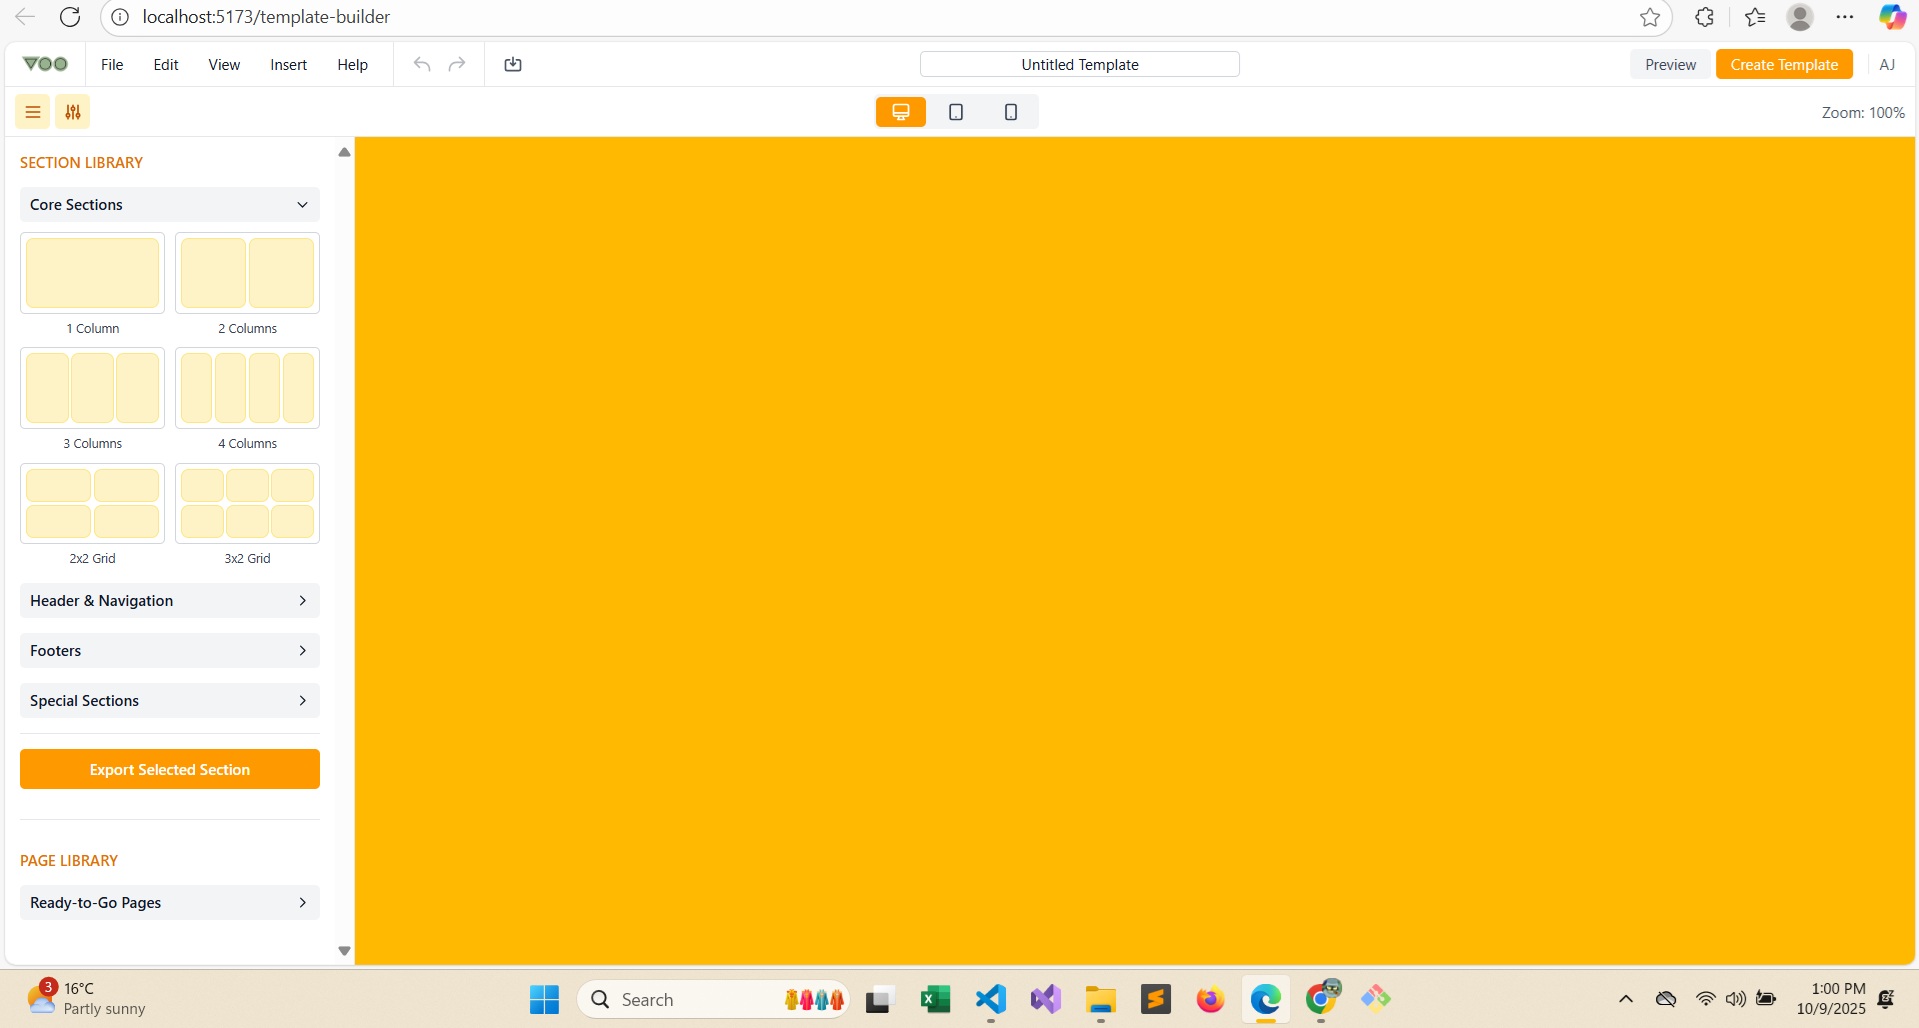 localhost:5173/template-builder
VOO File Edit View Insert Help Untitled Template Preview Create Template AJ
Zoom: 100%
SECTION LIBRARY
Core Sections
1 Column 2 Columns
3 Columns 4 Columns
2x2 Grid 3x2 Grid
Header & Navigation
Footers
Special Sections
Export Selected Section
PAGE LIBRARY
Ready-to-Go Pages
3 16°C
Partly sunny
Search
1:00 PM
10/9/2025